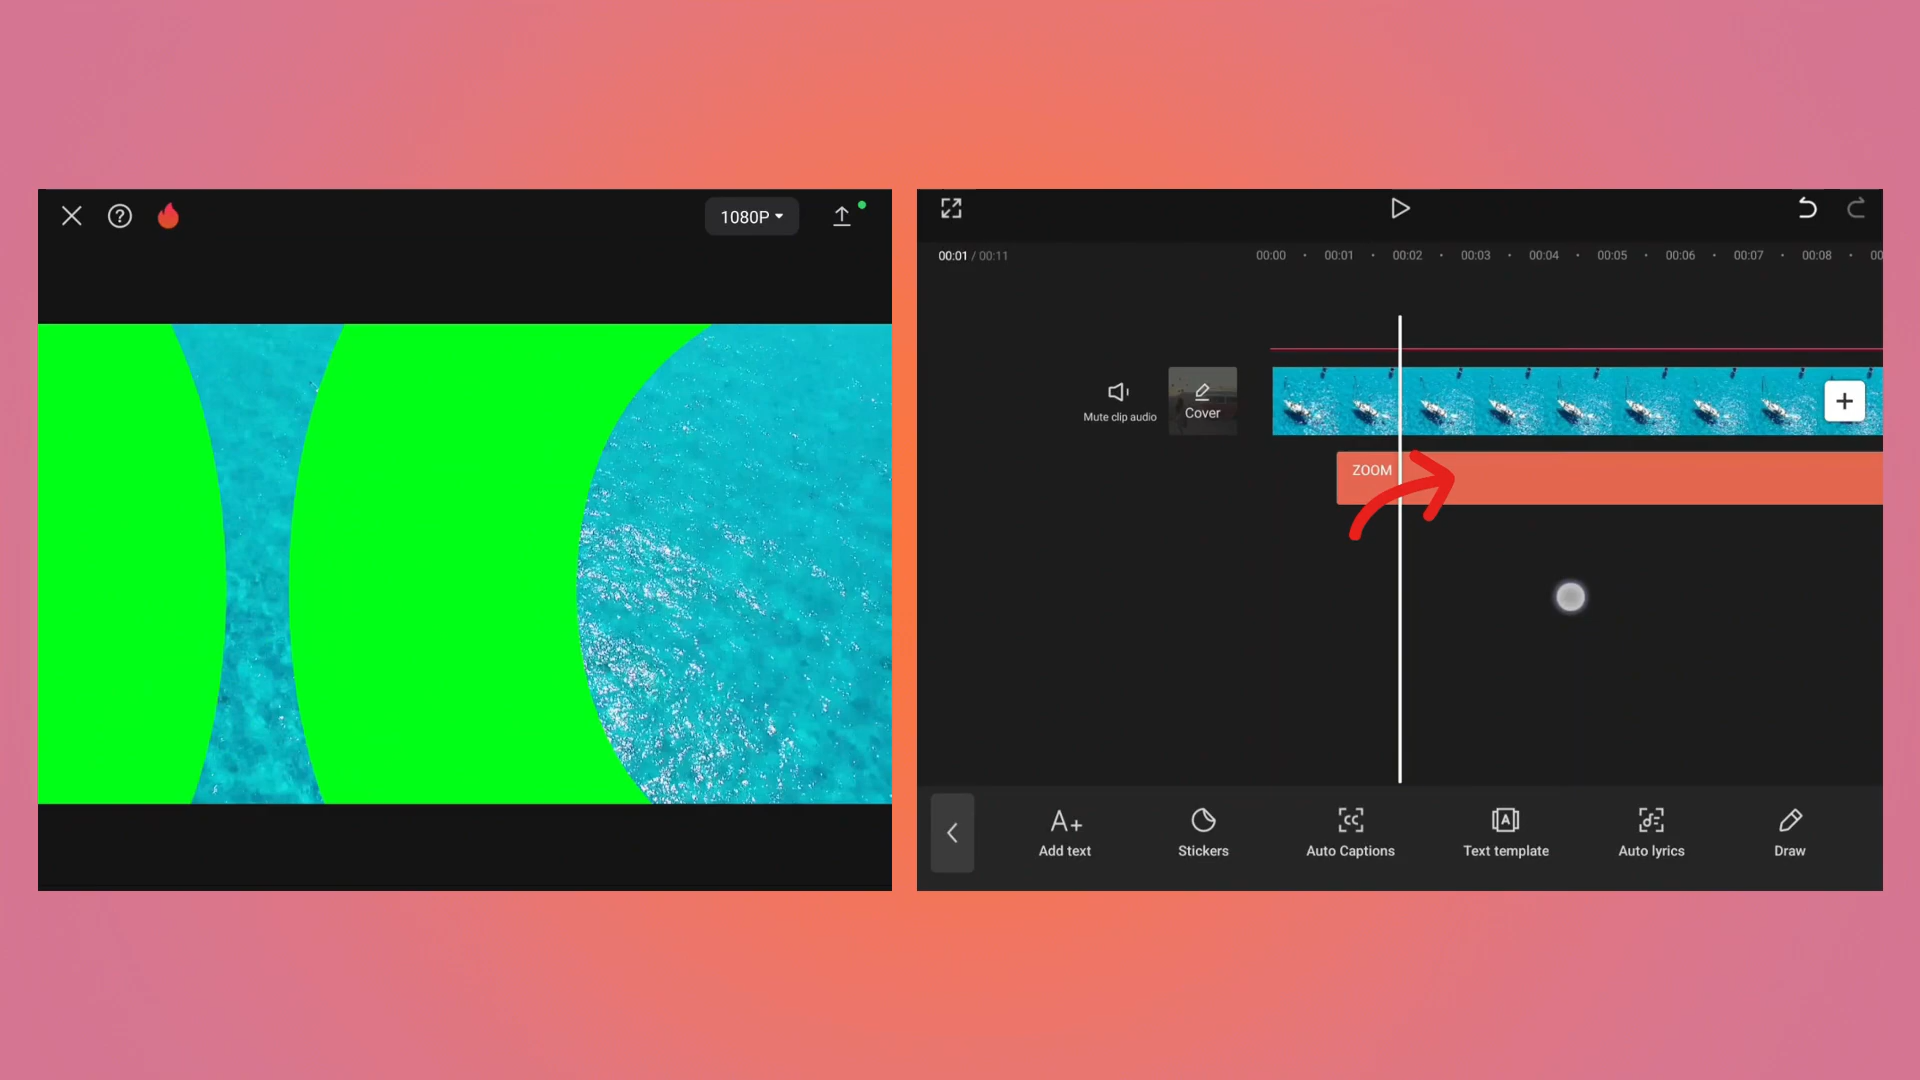 1080P
00:01 / 00:11
00:00 00:01 00:02 00:03 00:04 00:05 00:06 00:07 00:08 00
Mute clip audio
Cover
ZOOM
A+
CC
A
Add text
Stickers
Auto Captions
Text template
Auto lyrics
Draw